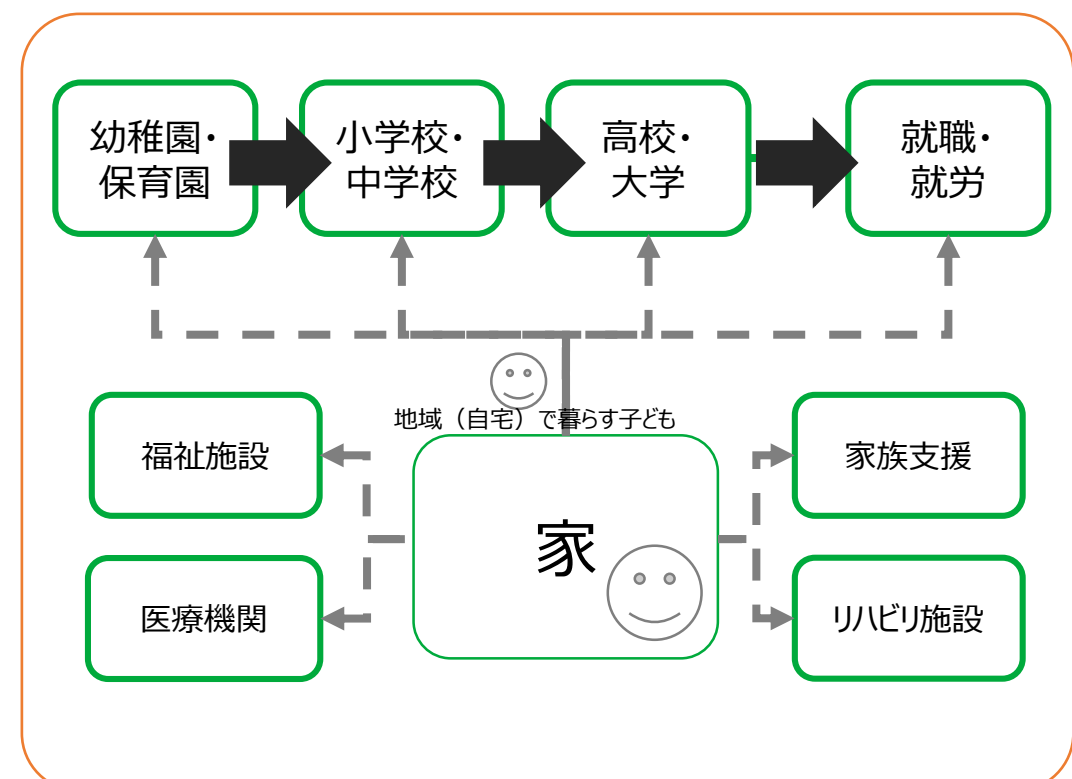 幼稚園・
保育園
小学校・
中学校
高校・
大学
就職・
就労
地域（自宅）で暮らす子ども
福祉施設
家族支援
家
医療機関
リハビリ施設